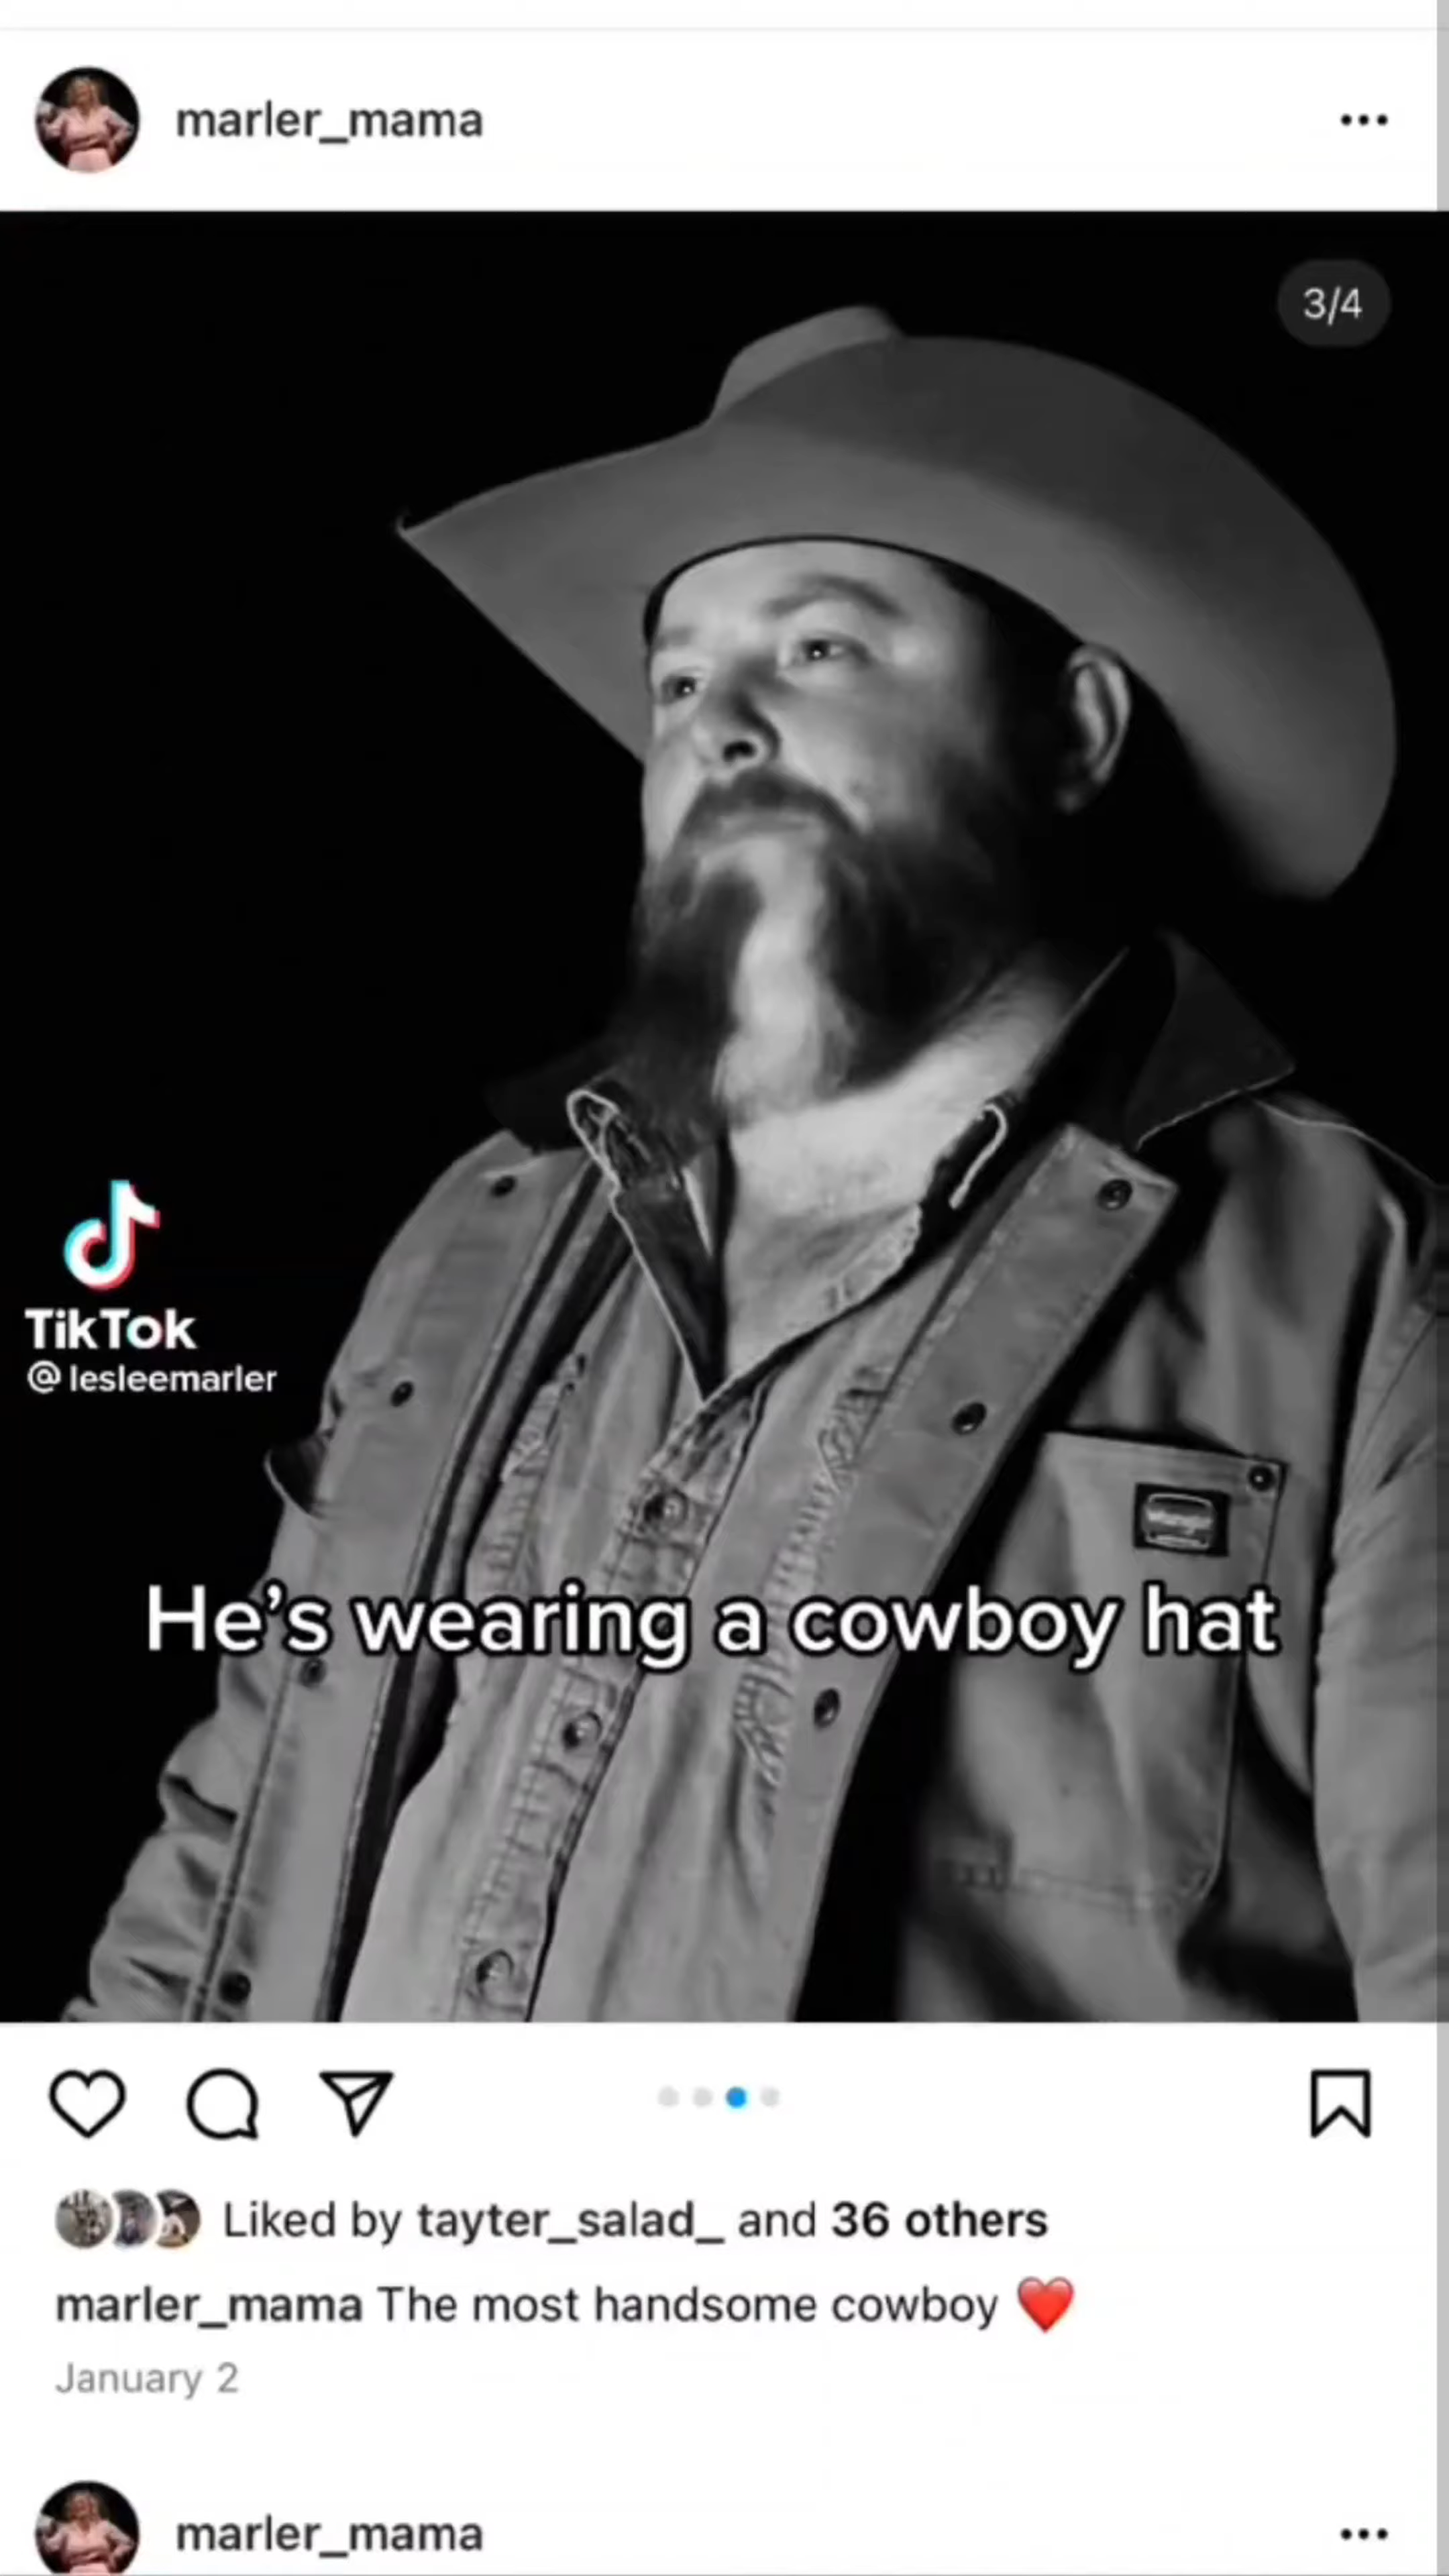 marler_mama
3/4
TikTok
@lesleemarler
He's wearing a cowboy hat
Liked by tayter_salad_ and 36 others
marler_mama The most handsome cowboy ❤️
January 2
marler_mama